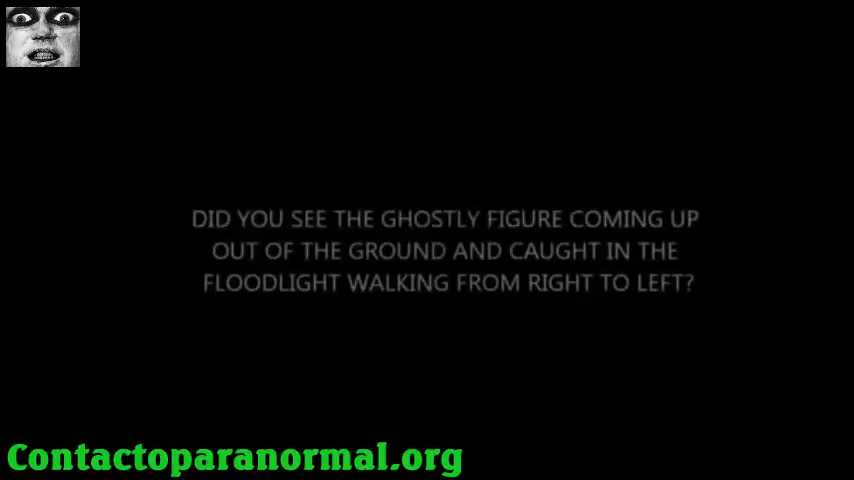 DID YOU SEE THE GHOSTLY FIGURE COMING UP
OUT OF THE GROUND AND CAUGHT IN THE
FLOODLIGHT WALKING FROM RIGHT TO LEFT?
Contactoparanormal.org